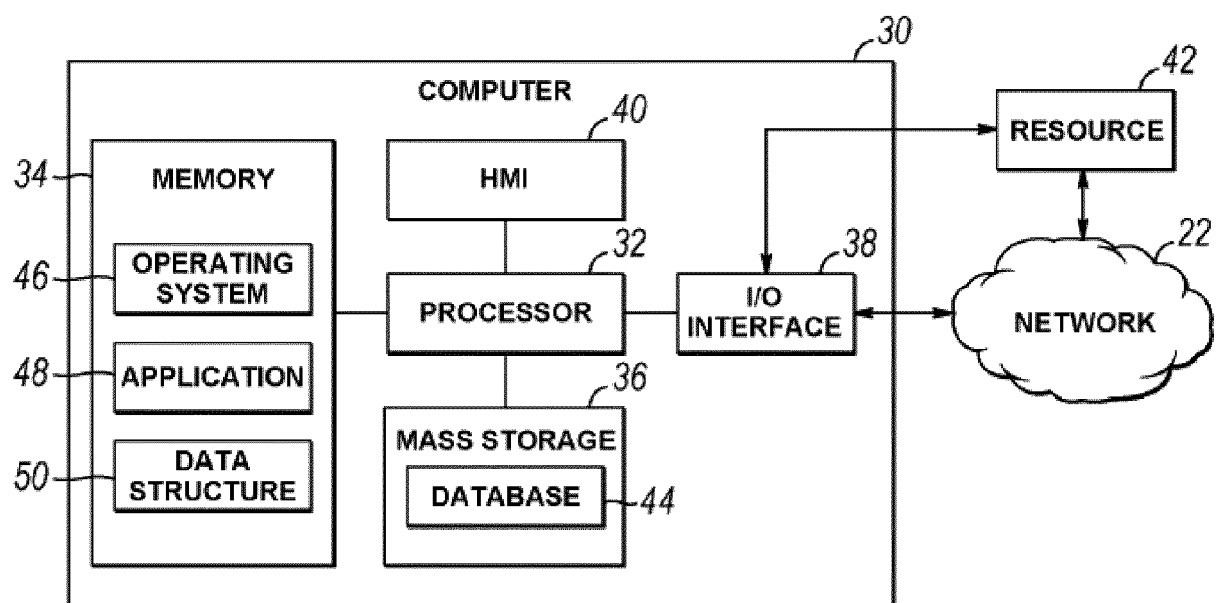 30
COMPUTER
42
RESOURCE
40
HMI
34
MEMORY
46
OPERATING
SYSTEM
32
PROCESSOR
38
I/O
INTERFACE
22
NETWORK
48
APPLICATION
36
MASS STORAGE
50
DATA
STRUCTURE
DATABASE
44